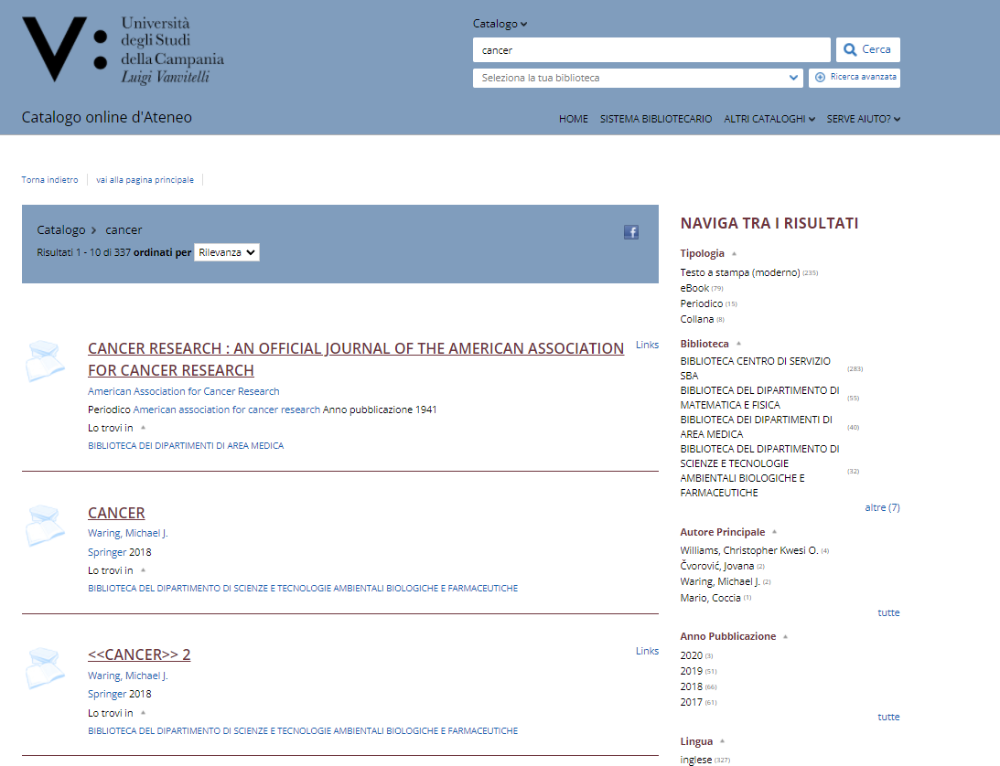 Università
degli Studi
della Campania
Luigi Vanvitelli
Catalogo online d'Ateneo
Catalogo
cancer
Cerca
Seleziona la tua biblioteca
Ricerca avanzata
HOME SISTEMA BIBLIOTECARIO ALTRI CATALOGHI SERVE AIUTO?
Torna indietro vai alla pagina principale
Catalogo > cancer
Risultati 1 - 10 di 337 ordinati per Rilevanza
CANCER RESEARCH : AN OFFICIAL JOURNAL OF THE AMERICAN ASSOCIATION
FOR CANCER RESEARCH
Links
American Association for Cancer Research
Periodico American association for cancer research Anno pubblicazione 1941
Lo trovi in
BIBLIOTECA DEI DIPARTIMENTI DI AREA MEDICA
CANCER
Waring, Michael J.
Springer 2018
Lo trovi in
BIBLIOTECA DEL DIPARTIMENTO DI SCIENZE E TECNOLOGIE AMBIENTALI BIOLOGICHE E FARMACEUTICHE
<<CANCER>> 2
Links
Waring, Michael J.
Springer 2018
Lo trovi in
BIBLIOTECA DEL DIPARTIMENTO DI SCIENZE E TECNOLOGIE AMBIENTALI BIOLOGICHE E FARMACEUTICHE
NAVIGA TRA I RISULTATI
Tipologia
Testo a stampa (moderno) (235)
eBook (79)
Periodico (15)
Collana (8)
Biblioteca
BIBLIOTECA CENTRO DI SERVIZIO
SBA (283)
BIBLIOTECA DEL DIPARTIMENTO DI
MATEMATICA E FISICA (55)
BIBLIOTECA DEI DIPARTIMENTI DI
AREA MEDICA (40)
BIBLIOTECA DEL DIPARTIMENTO DI
SCIENZE E TECNOLOGIE
AMBIENTALI BIOLOGICHE E (32)
FARMACEUTICHE
altre (7)
Autore Principale
Williams, Christopher Kwesi O. (4)
Čvorović, Jovana (2)
Waring, Michael J. (2)
Mario, Coccia (1)
tutte
Anno Pubblicazione
2020 (3)
2019 (51)
2018 (66)
2017 (61)
tutte
Lingua
inglese (327)